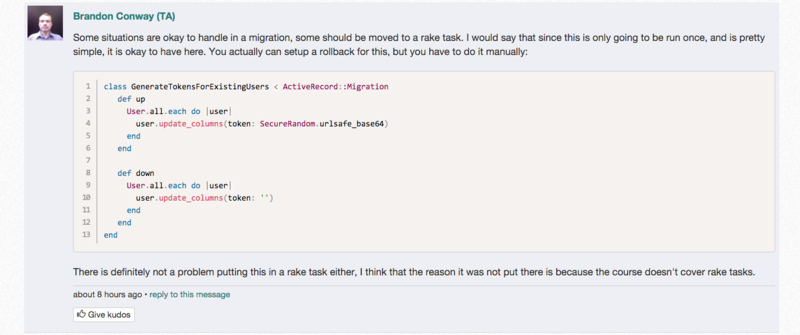 Brandon Conway (TA)
Some situations are okay to handle in a migration, some should be moved to a rake task. I would say that since this is only going to be run once, and is pretty
simple, it is okay to have here. You actually can setup a rollback for this, but you have to do it manually:
1 class GenerateTokensForExistingUsers < ActiveRecord::Migration
2 def up
3 User.all.each do |user|
4 user.update_columns(token: SecureRandom.urlsafe_base64)
5 end
6 end
7
8 def down
9 User.all.each do |user|
10 user.update_columns(token: '')
11 end
12 end
13 end
There is definitely not a problem putting this in a rake task either, I think that the reason it was not put there is because the course doesn't cover rake tasks.
about 8 hours ago • reply to this message
Give kudos